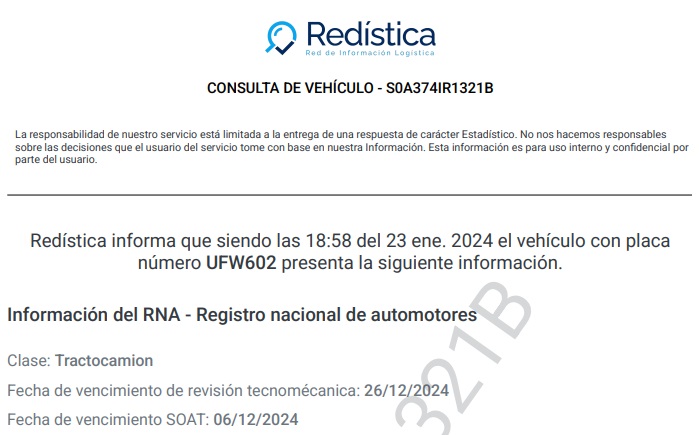 Redística
Red de Información Logística
CONSULTA DE VEHÍCULO - S0A374IR1321B
La responsabilidad de nuestro servicio está limitada a la entrega de una respuesta de carácter Estadístico. No nos hacemos responsables
sobre las decisiones que el usuario del servicio tome con base en nuestra Información. Esta información es para uso interno y confidencial por
parte del usuario.
Redística informa que siendo las 18:58 del 23 ene. 2024 el vehículo con placa
número UFW602 presenta la siguiente información.
Información del RNA - Registro nacional de automotores
Clase: Tractocamion
Fecha de vencimiento de revisión tecnomécanica: 26/12/2024
Fecha de vencimiento SOAT: 06/12/2024
321B